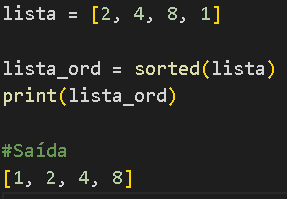 lista = [2, 4, 8, 1]
lista_ord = sorted(lista)
print(lista_ord)
#Saída
[1, 2, 4, 8]